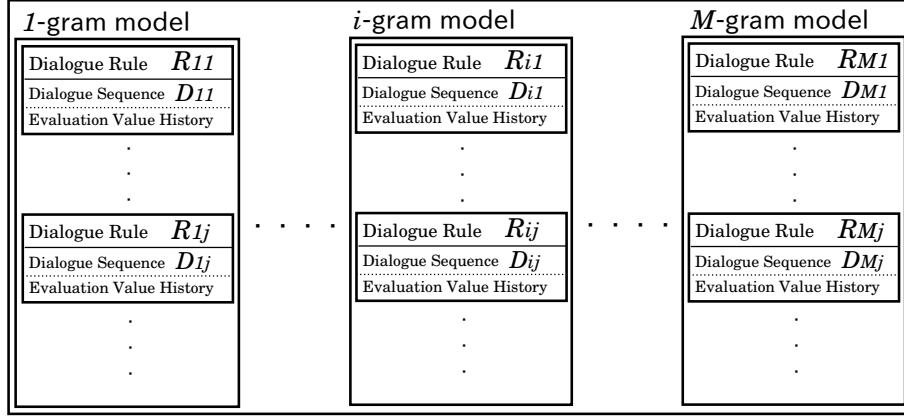 1-gram model
Dialogue Rule R11
Dialogue Sequence D11
Evaluation Value History
Dialogue Rule R1j
Dialogue Sequence D1j
Evaluation Value History
i-gram model
Dialogue Rule Ri1
Dialogue Sequence Di1
Evaluation Value History
Dialogue Rule Rij
Dialogue Sequence Dij
Evaluation Value History
M-gram model
Dialogue Rule RM1
Dialogue Sequence DM1
Evaluation Value History
Dialogue Rule RMj
Dialogue Sequence DMj
Evaluation Value History